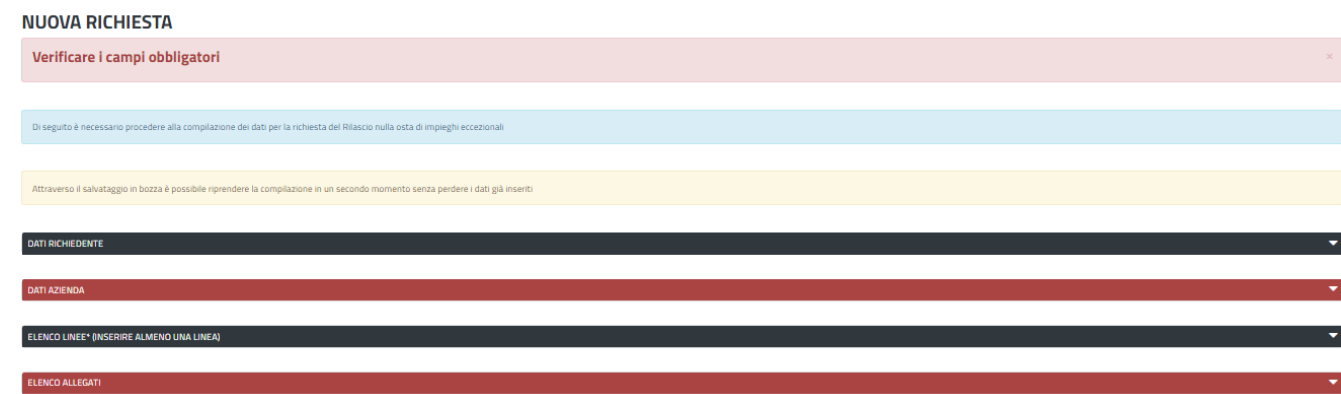 NUOVA RICHIESTA
Verificare i campi obbligatori
×
Di seguito è necessario procedere alla compilazione dei dati per la richiesta del Rilascio nulla osta di impieghi eccezionali
Attraverso il salvataggio in bozza è possibile riprendere la compilazione in un secondo momento senza perdere i dati già inseriti
DATI RICHIEDENTE
DATI AZIENDA
ELENCO LINEE* (INSERIRE ALMENO UNA LINEA)
ELENCO ALLEGATI